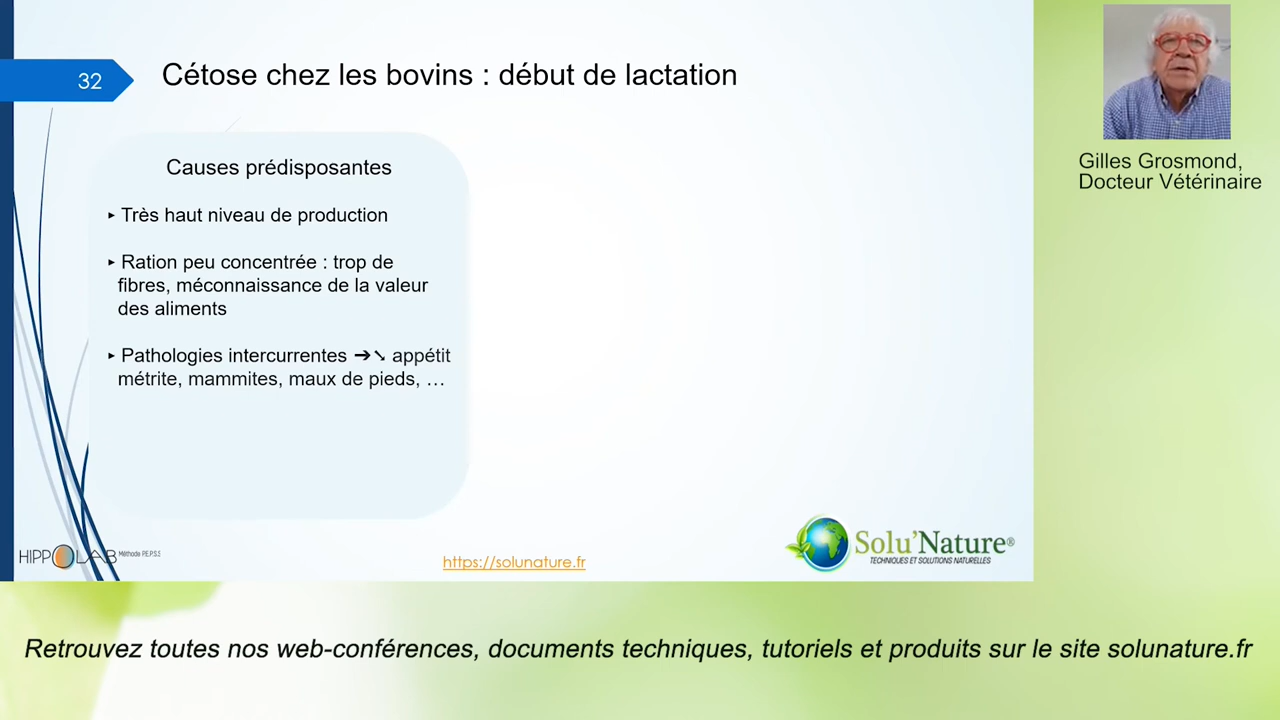 32
Cétose chez les bovins : début de lactation
Causes prédisposantes
▸ Très haut niveau de production
▸ Ration peu concentrée : trop de
fibres, méconnaissance de la valeur
des aliments
▸ Pathologies intercurrentes ➔➘ appétit
métrite, mammites, maux de pieds, …
HIPPOLAB Méthode P.E.P.S.S
https://solunature.fr
Solu'Nature®
TECHNIQUES ET SOLUTIONS NATURELLES
Gilles Grosmond,
Docteur Vétérinaire
Retrouvez toutes nos web-conférences, documents techniques, tutoriels et produits sur le site solunature.fr